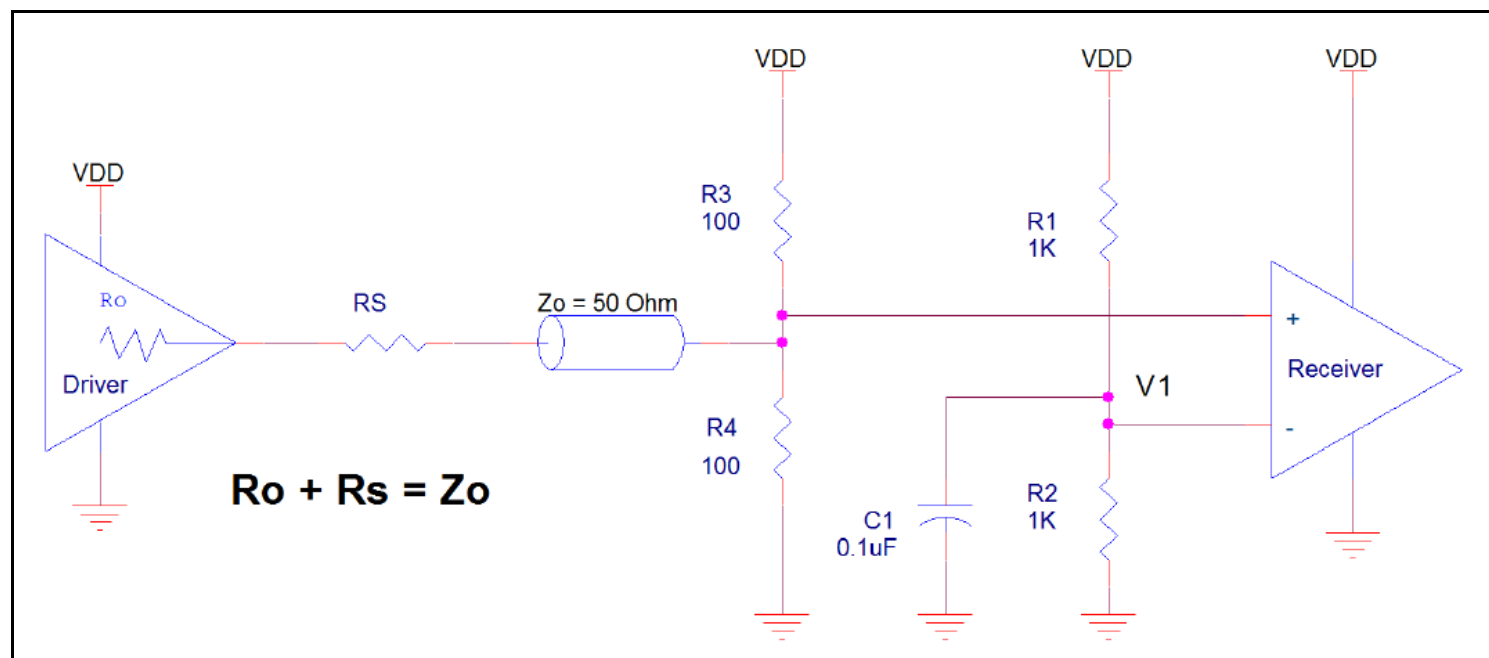 VDD
VDD
VDD
VDD
R3
100
R1
1K
Ro
RS
Zo = 50 Ohm
+
Driver
V1
Receiver
R4
100
-
Ro + Rs = Zo
R2
1K
C1
0.1uF